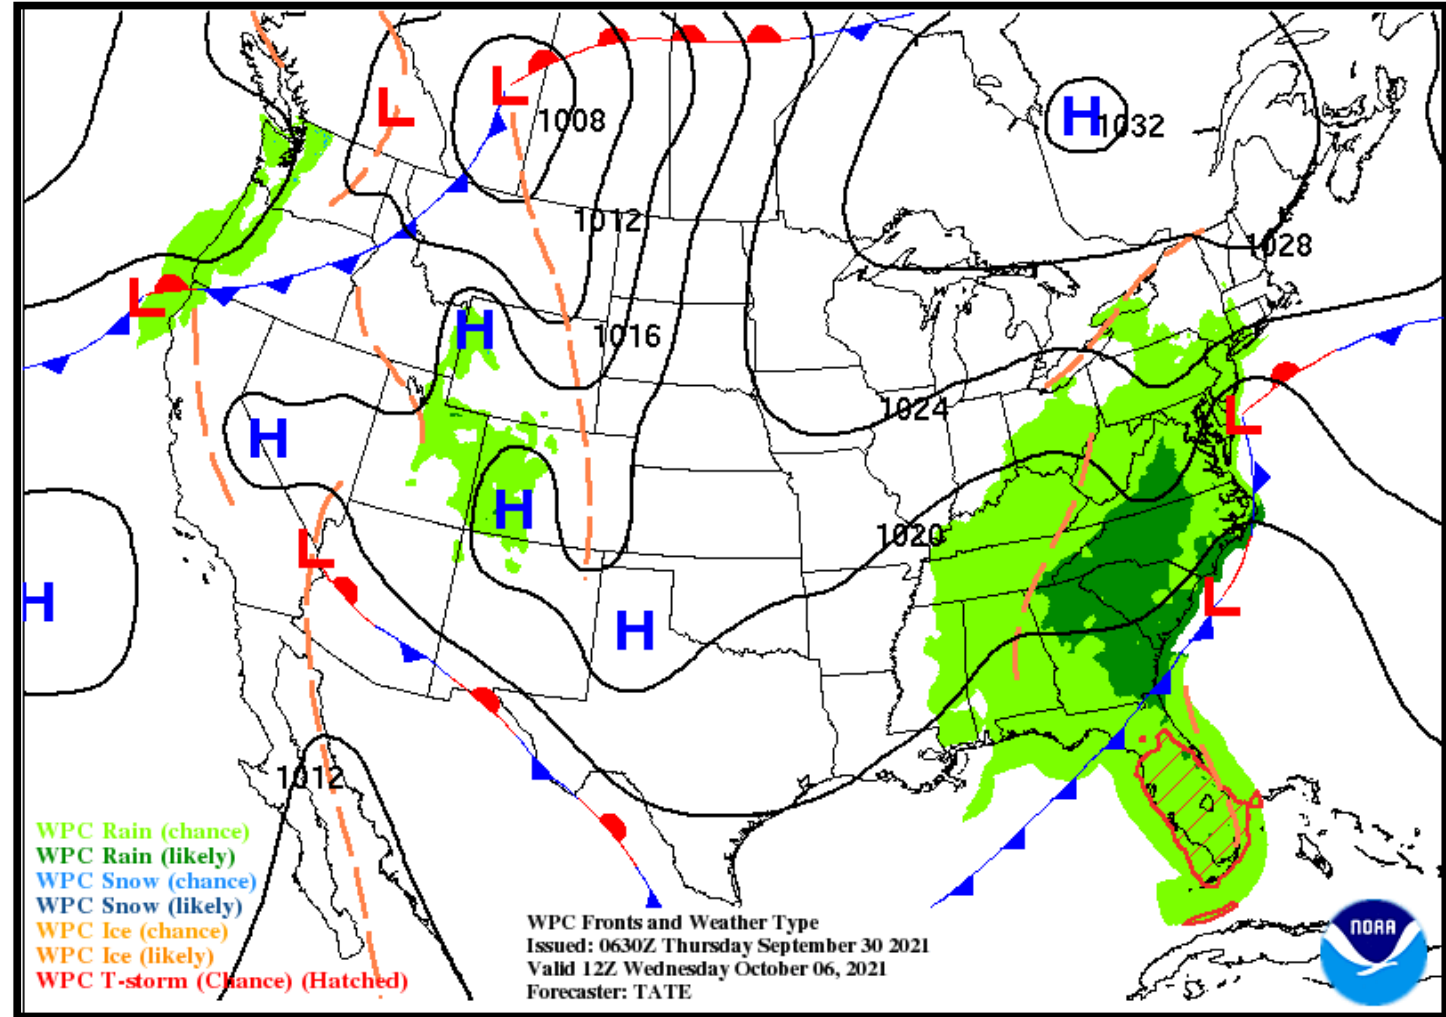 L
L
1008
H
1032
1012
1028
L
H
1016
H
1024
L
H
1020
L
H
L
H
1012
WPC Rain (chance)
WPC Rain (likely)
WPC Snow (chance)
WPC Snow (likely)
WPC Ice (chance)
WPC Ice (likely)
WPC T-storm (Chance) (Hatched)
WPC Fronts and Weather Type
Issued: 0630Z Thursday September 30 2021
Valid 12Z Wednesday October 06, 2021
Forecaster: TATE
NOAA